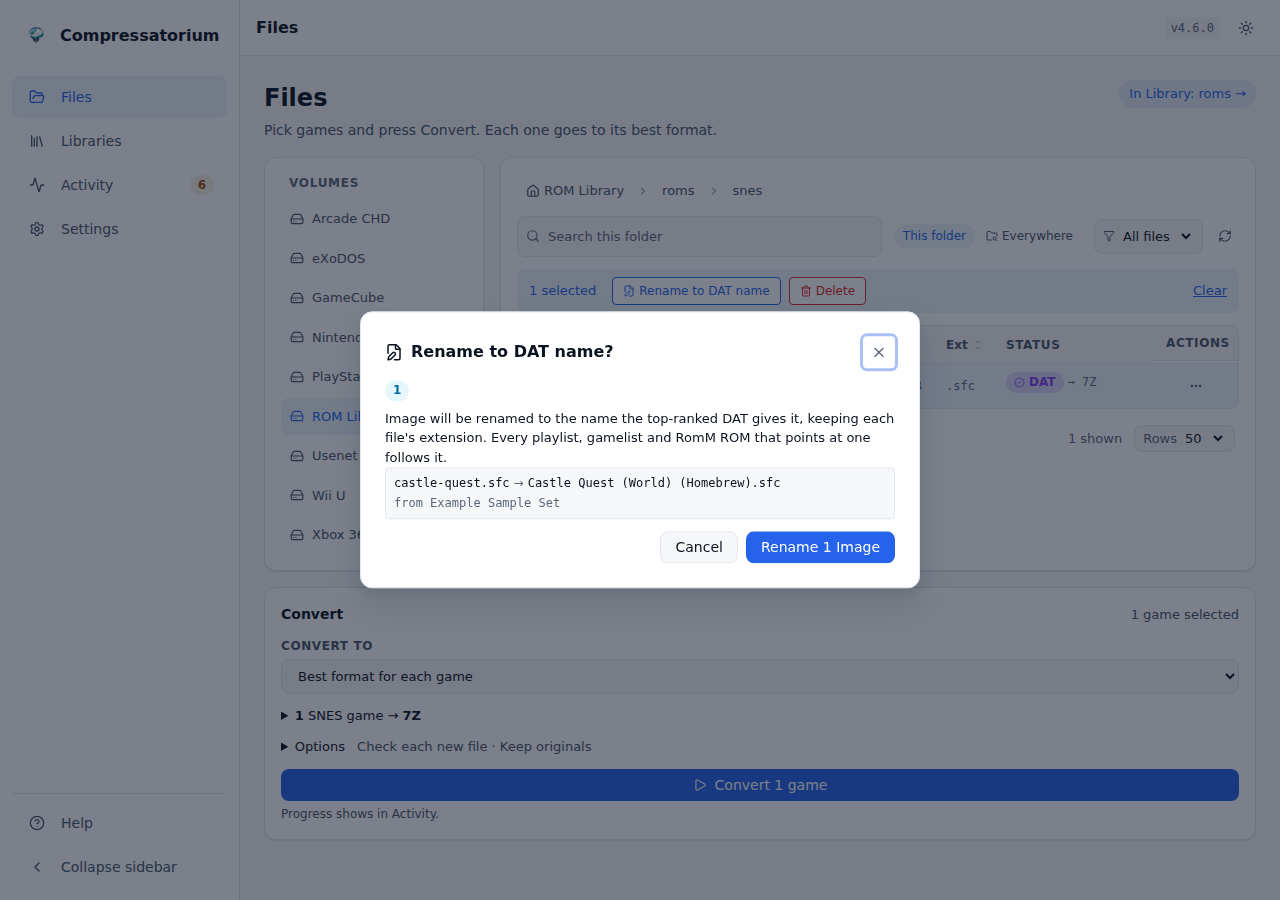 Compressatorium
Files
Libraries
Activity 6
Settings
Help
Collapse sidebar
Files
v4.6.0
Files
In Library: roms →
Pick games and press Convert. Each one goes to its best format.
VOLUMES
Arcade CHD
eXoDOS
GameCube
ROM Library > roms > snes
Search this folder
This folder
Everywhere
All files
1 selected
Rename to DAT name
Delete
Clear
Ext
STATUS
ACTIONS
.sfc
DAT → 7Z
...
Usenet
Wii U
Xbox
1 shown
Rows 50
Rename to DAT name?
1
Image will be renamed to the name the top-ranked DAT gives it, keeping each
file's extension. Every playlist, gamelist and RomM ROM that points at one
follows it.
castle-quest.sfc → Castle Quest (World) (Homebrew).sfc
from Example Sample Set
Cancel
Rename 1 Image
Convert
1 game selected
CONVERT TO
Best format for each game
1 SNES game → 7Z
Options Check each new file · Keep originals
Convert 1 game
Progress shows in Activity.